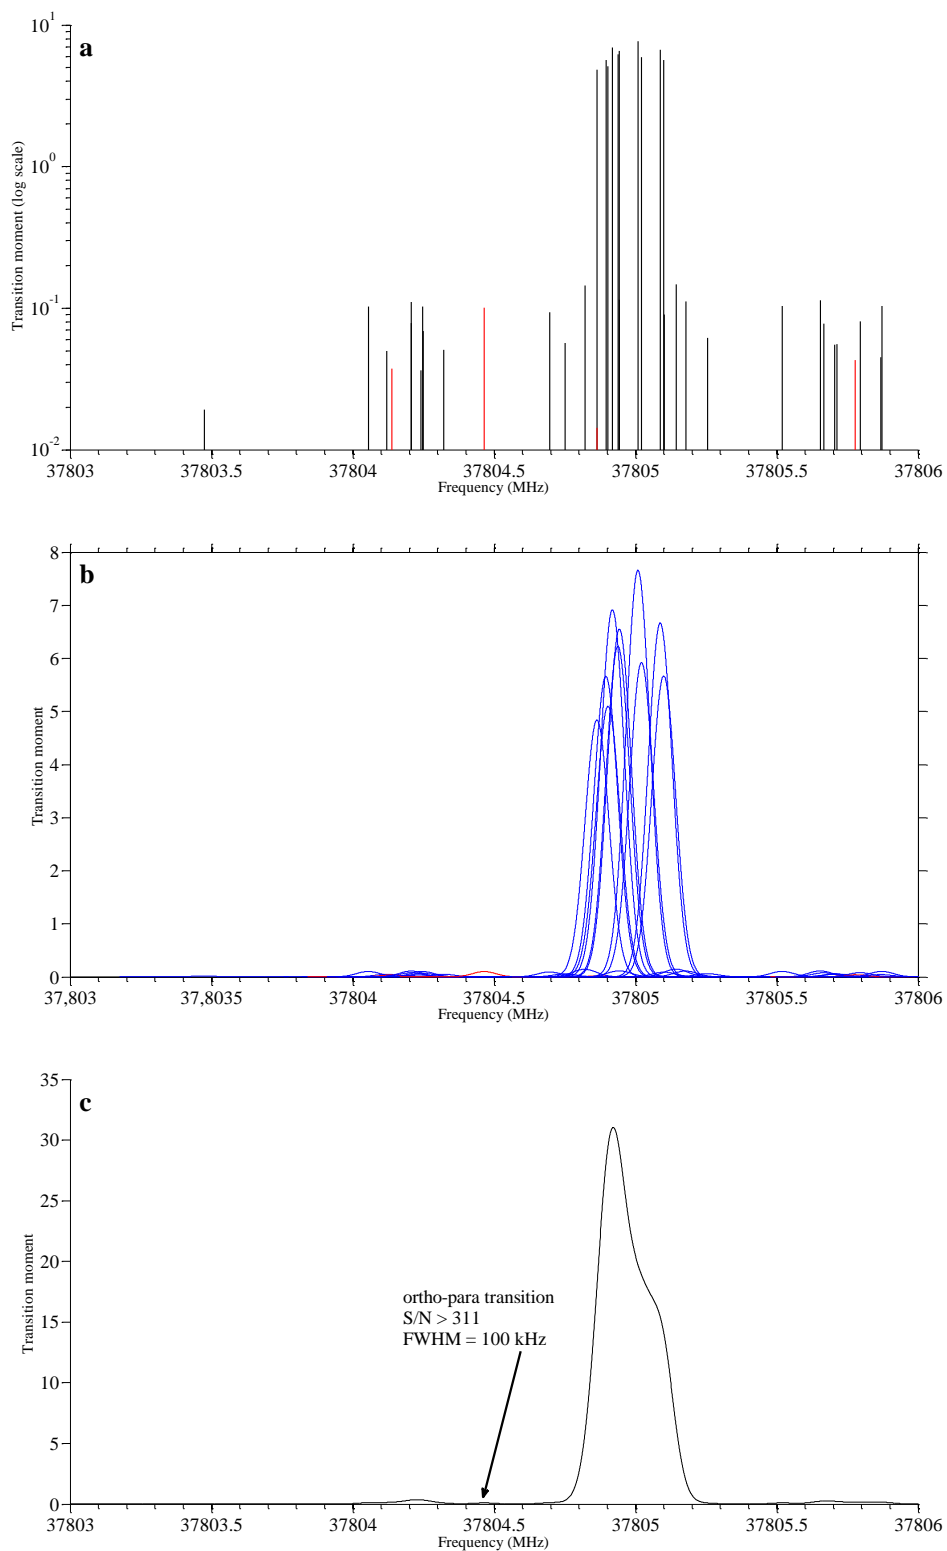 a
10^1
10^0
10^-1
10^-2
Transition moment (log scale)
37803 37803.5 37804 37804.5 37805 37805.5 37806
Frequency (MHz)
b
8
7
6
5
4
3
2
1
0
Transition moment
37,803 37,8035 37804 37804.5 37805 37805.5 37806
Frequency (MHz)
c
35
30
25
20
15
10
5
0
Transition moment
ortho-para transition
S/N > 311
FWHM = 100 kHz
37803 37803.5 37804 37804.5 37805 37805.5 37806
Frequency (MHz)